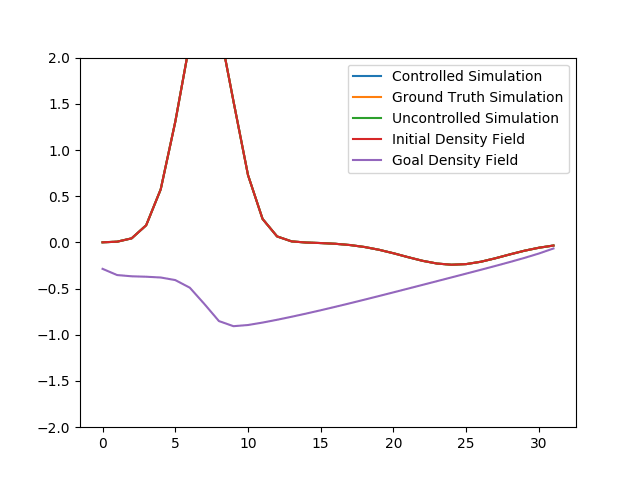 2.0
1.5
1.0
0.5
0.0
−0.5
−1.0
−1.5
−2.0
0 5 10 15 20 25 30
Controlled Simulation
Ground Truth Simulation
Uncontrolled Simulation
Initial Density Field
Goal Density Field